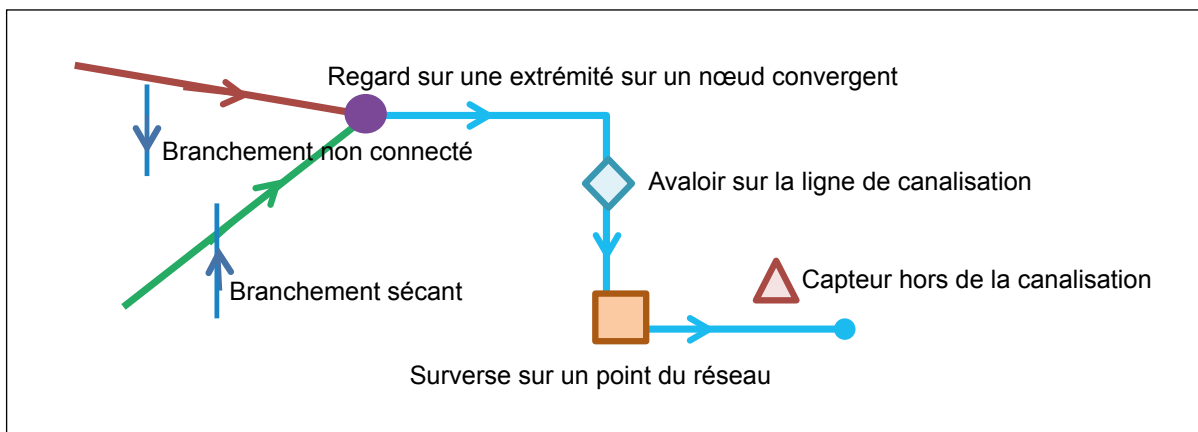 Regard sur une extrémité sur un nœud convergent
Branchement non connecté
Avaloir sur la ligne de canalisation
Branchement sécant
Capteur hors de la canalisation
Surverse sur un point du réseau